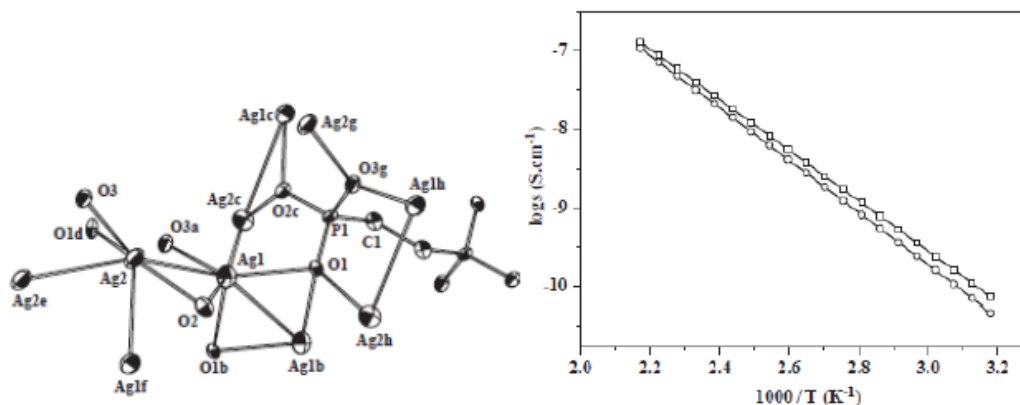 Ag1c
Ag2g
O3g
Ag1h
O3
Ag2c
O2c
O1d
O3a
P1
C1
Ag1
O1
Ag2
Ag2e
O2
Ag2h
O1b
Ag1b
Ag1f
logs (S.cm-1)
-7
-8
-9
-10
2.0 2.2 2.4 2.6 2.8 3.0 3.2
1000 / T (K-1)